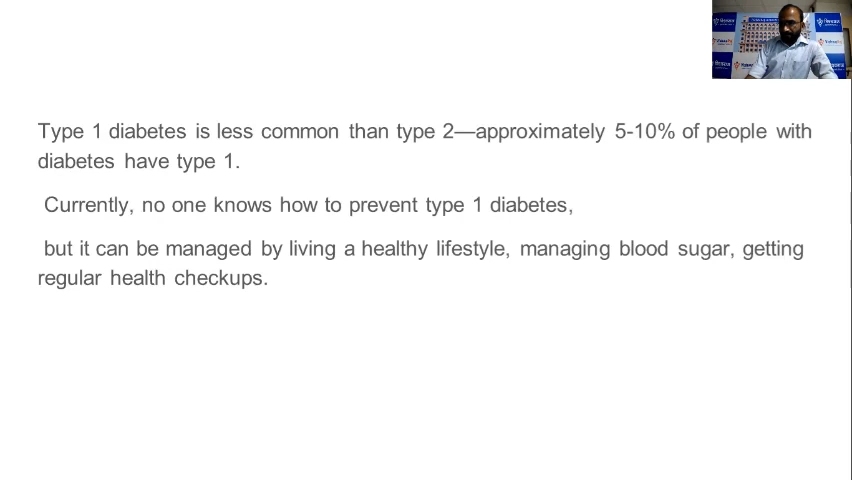 Type 1 diabetes is less common than type 2—approximately 5-10% of people with
diabetes have type 1.
Currently, no one knows how to prevent type 1 diabetes,
but it can be managed by living a healthy lifestyle, managing blood sugar, getting
regular health checkups.